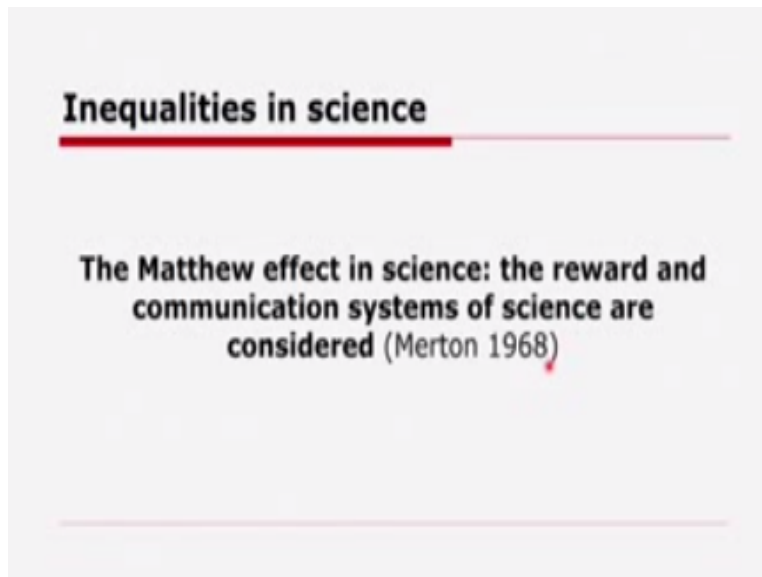 Inequalities in science
The Matthew effect in science: the reward and
communication systems of science are
considered (Merton 1968)